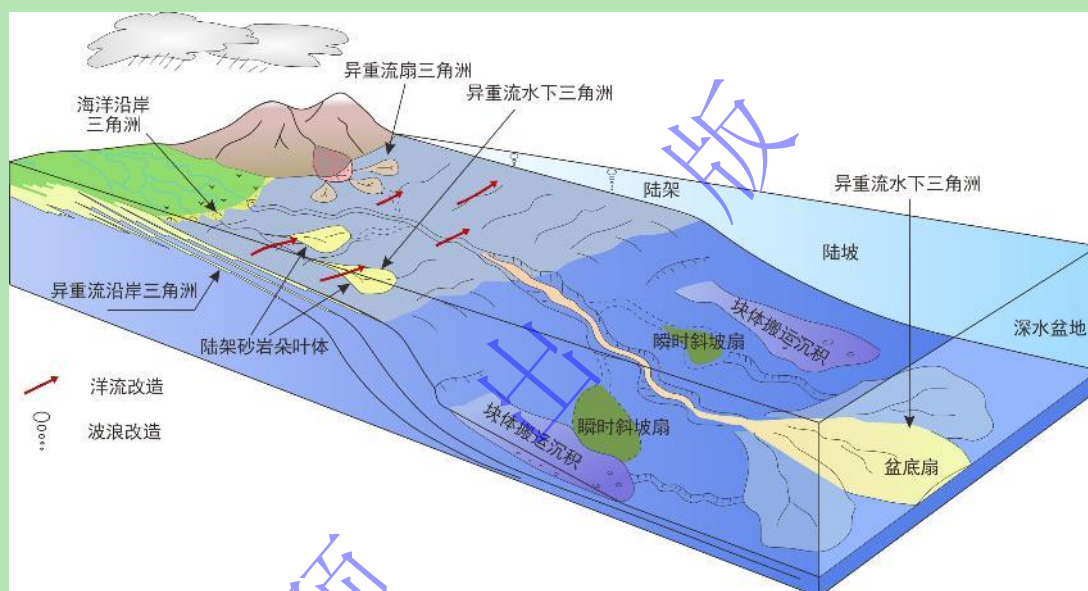 异重流扇三角洲
异重流水下三角洲
海洋沿岸
三角洲
陆架
异重流水下三角洲
陆坡
异重流沿岸三角洲
块体搬运沉积
深水盆地
陆架砂岩朵叶体
瞬时斜坡扇
洋流改造
块体搬运沉积
瞬时斜坡扇
波浪改造
盆底扇
版
出